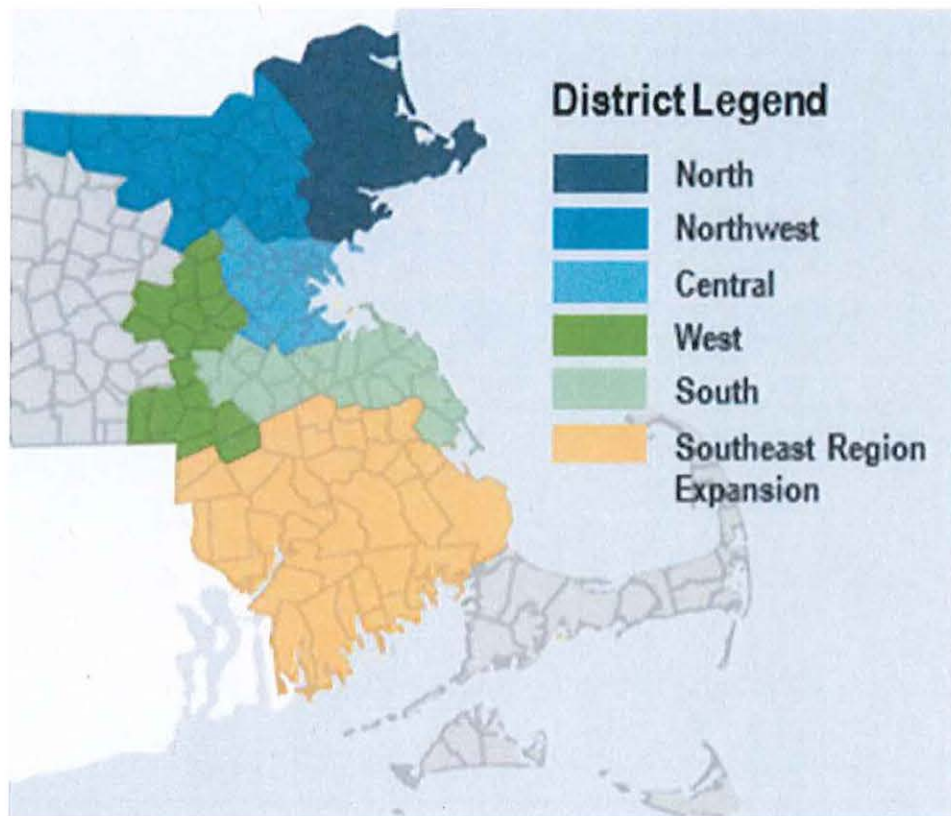 District Legend
North
Northwest
Central
West
South
Southeast Region
Expansion